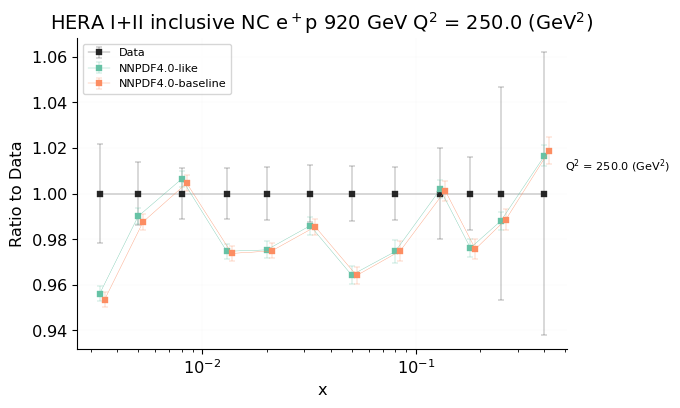 HERA I+II inclusive NC e⁺p 920 GeV Q² = 250.0 (GeV²)
Data
NNPDF4.0-like
NNPDF4.0-baseline
1.06
1.04
1.02
1.00
0.98
0.96
0.94
Ratio to Data
Q² = 250.0 (GeV²)
10⁻²
10⁻¹
x